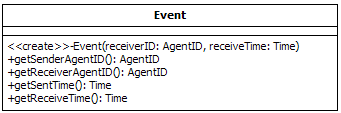 Event
<<create>>-Event(receiverID: AgentID, receiveTime: Time)
+getSenderAgentID(): AgentID
+getReceiverAgentID(): AgentID
+getSentTime(): Time
+getReceiveTime(): Time